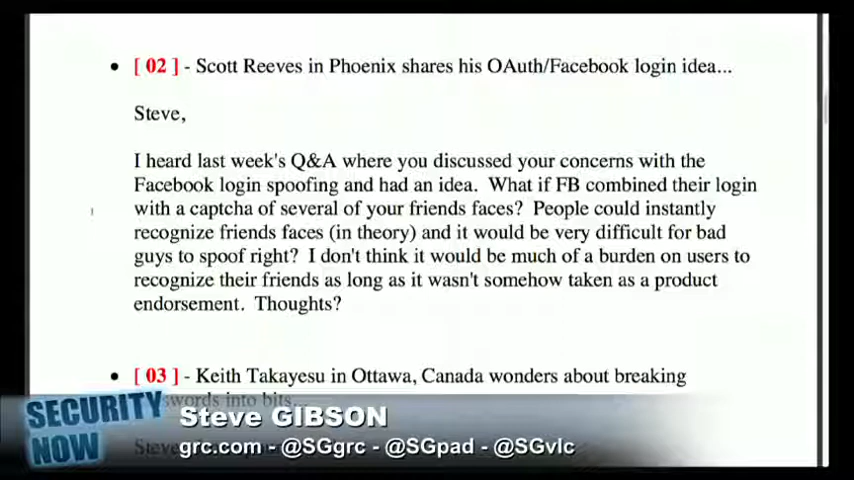 [ 02 ] - Scott Reeves in Phoenix shares his OAuth/Facebook login idea...
Steve,
I heard last week's Q&A where you discussed your concerns with the
Facebook login spoofing and had an idea. What if FB combined their login
with a captcha of several of your friends faces? People could instantly
recognize friends faces (in theory) and it would be very difficult for bad
guys to spoof right? I don't think it would be much of a burden on users to
recognize their friends as long as it wasn't somehow taken as a product
endorsement. Thoughts?
[ 03 ] - Keith Takayesu in Ottawa, Canada wonders about breaking
into bits...
SECURITY
NOW
Steve GIBSON
grc.com - @SGgrc - @SGpad - @SGvlc